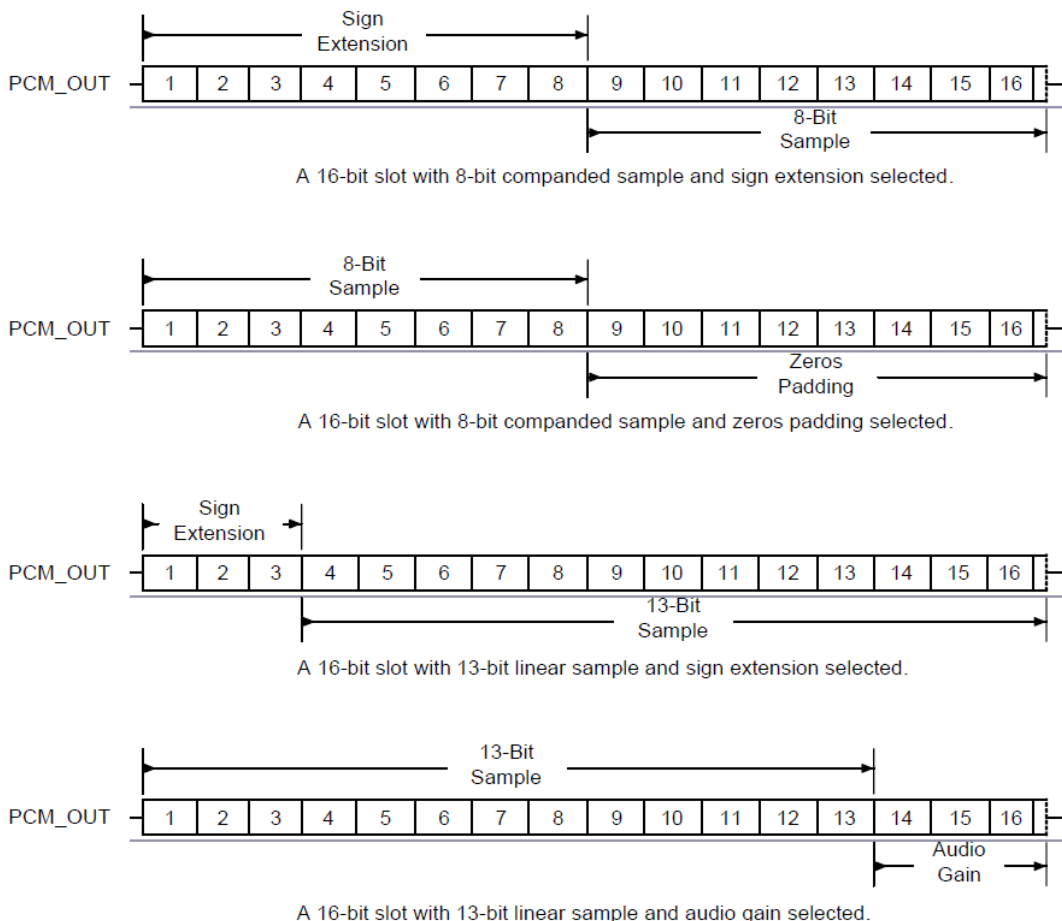 Sign
Extension
PCM_OUT 1 2 3 4 5 6 7 8 9 10 11 12 13 14 15 16
8-Bit
Sample
A 16-bit slot with 8-bit companded sample and sign extension selected.
8-Bit
Sample
PCM_OUT 1 2 3 4 5 6 7 8 9 10 11 12 13 14 15 16
Zeros
Padding
A 16-bit slot with 8-bit companded sample and zeros padding selected.
Sign
Extension
PCM_OUT 1 2 3 4 5 6 7 8 9 10 11 12 13 14 15 16
13-Bit
Sample
A 16-bit slot with 13-bit linear sample and sign extension selected.
13-Bit
Sample
PCM_OUT 1 2 3 4 5 6 7 8 9 10 11 12 13 14 15 16
Audio
Gain
A 16-bit slot with 13-bit linear sample and audio gain selected.